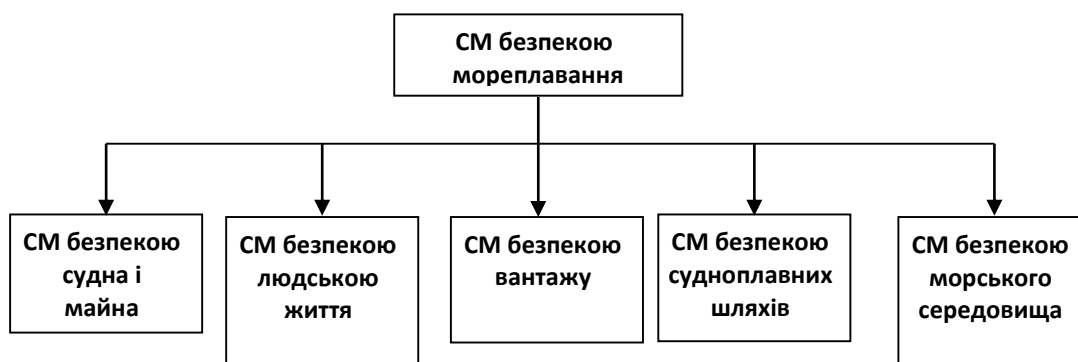 СМ безпекою
мореплавання
СМ безпекою
судна і
майна
СМ безпекою
людською
життя
СМ безпекою
вантажу
СМ безпекою
судноплавних
шляхів
СМ безпекою
морського
середовища